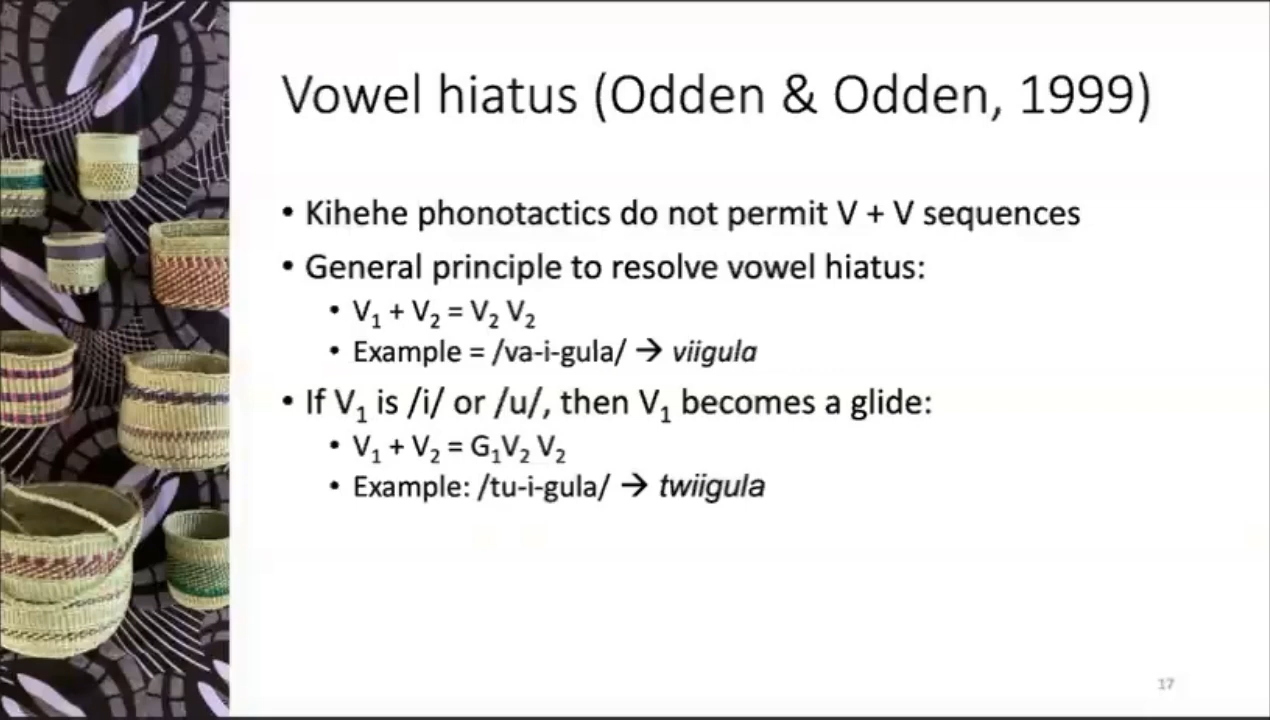 Vowel hiatus (Odden & Odden, 1999)
• Kihehe phonotactics do not permit V + V sequences
• General principle to resolve vowel hiatus:
• V₁ + V₂ = V₂ V₂
• Example = /va-i-gula/ → viigula
• If V₁ is /i/ or /u/, then V₁ becomes a glide:
• V₁ + V₂ = G₁V₂ V₂
• Example: /tu-i-gula/ → twiigula
17